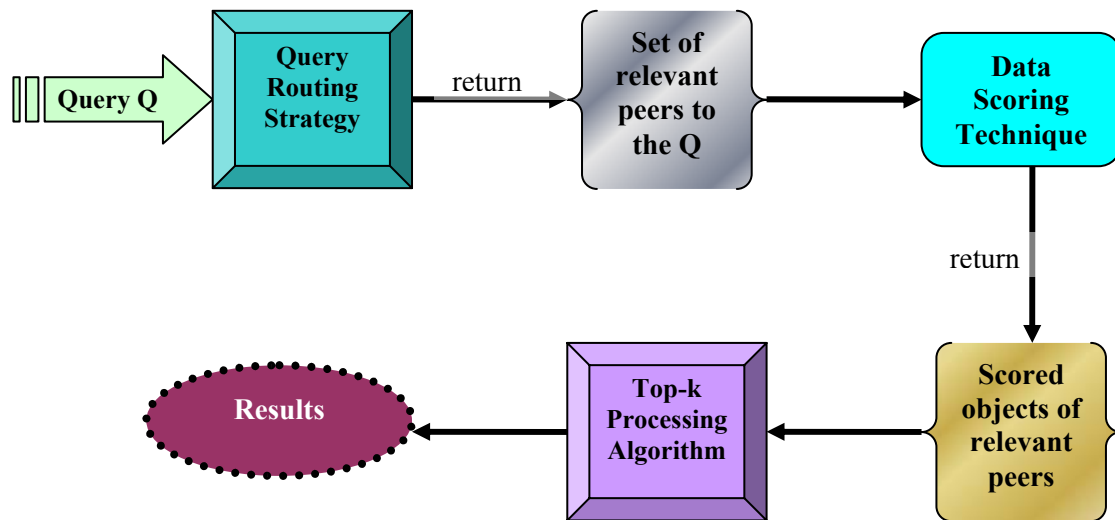 Query Q
Query
Routing
Strategy
return
Set of
relevant
peers to
the Q
Data
Scoring
Technique
return
Scored
objects of
relevant
peers
Top-k
Processing
Algorithm
Results